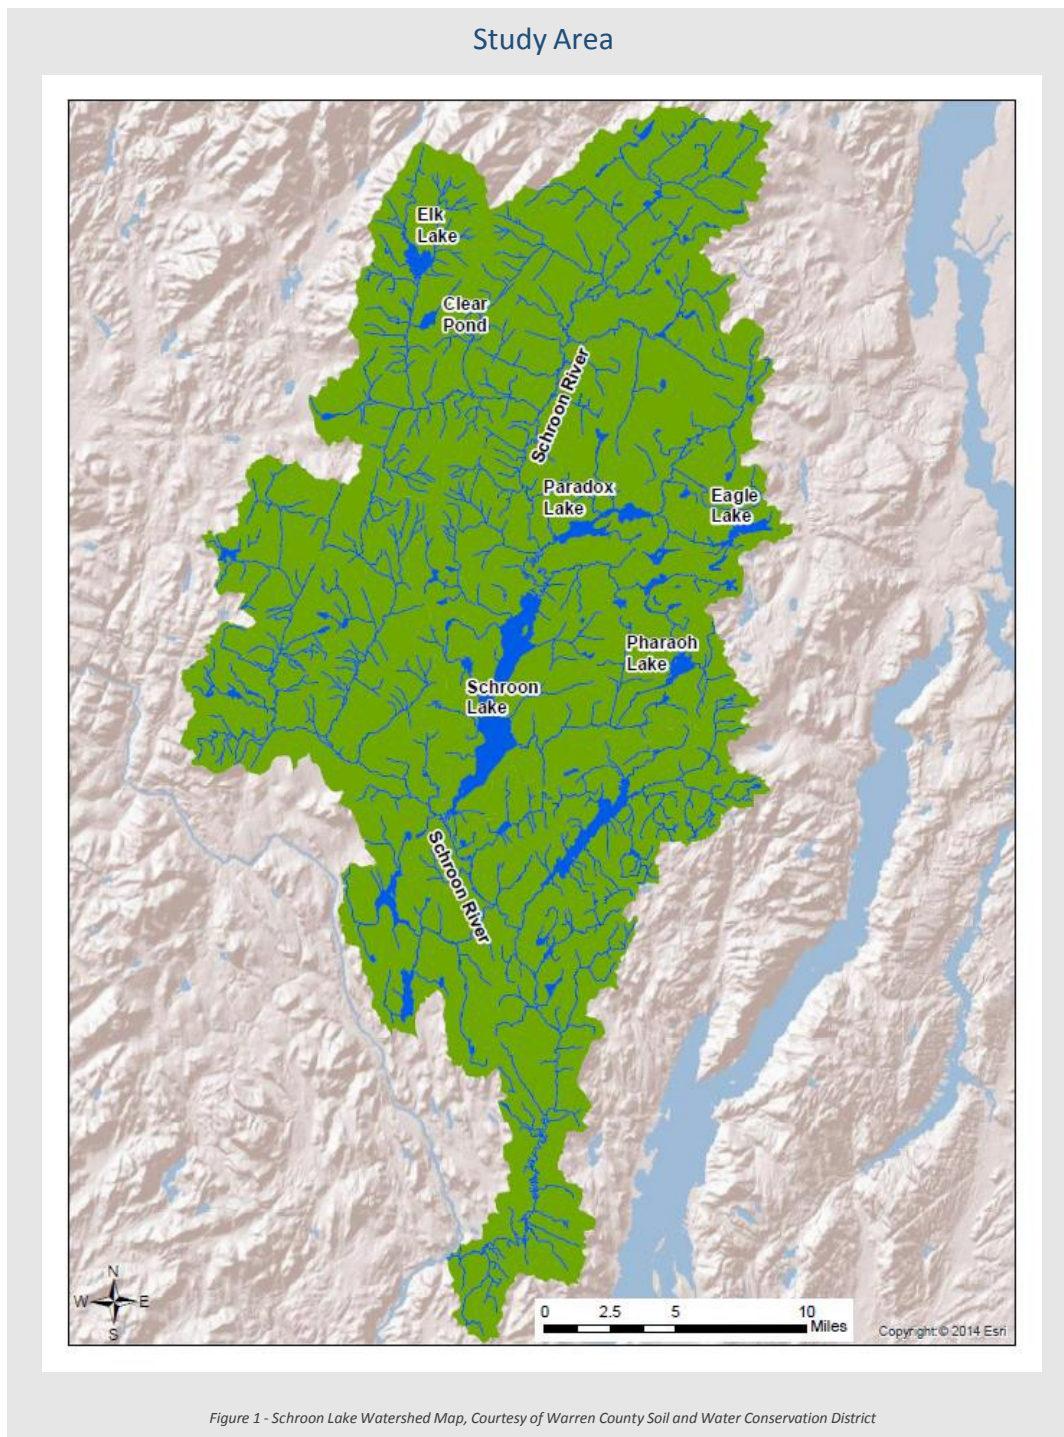 Study Area
Elk
Lake
Clear
Pond
Schroon River
Paradox
Lake
Eagle
Lake
Pharaoh
Lake
Schroon
Lake
Schroon River
N
W E
S
0 2.5 5 10
Miles
Copyright:© 2014 Esri
Figure 1 - Schroon Lake Watershed Map, Courtesy of Warren County Soil and Water Conservation District